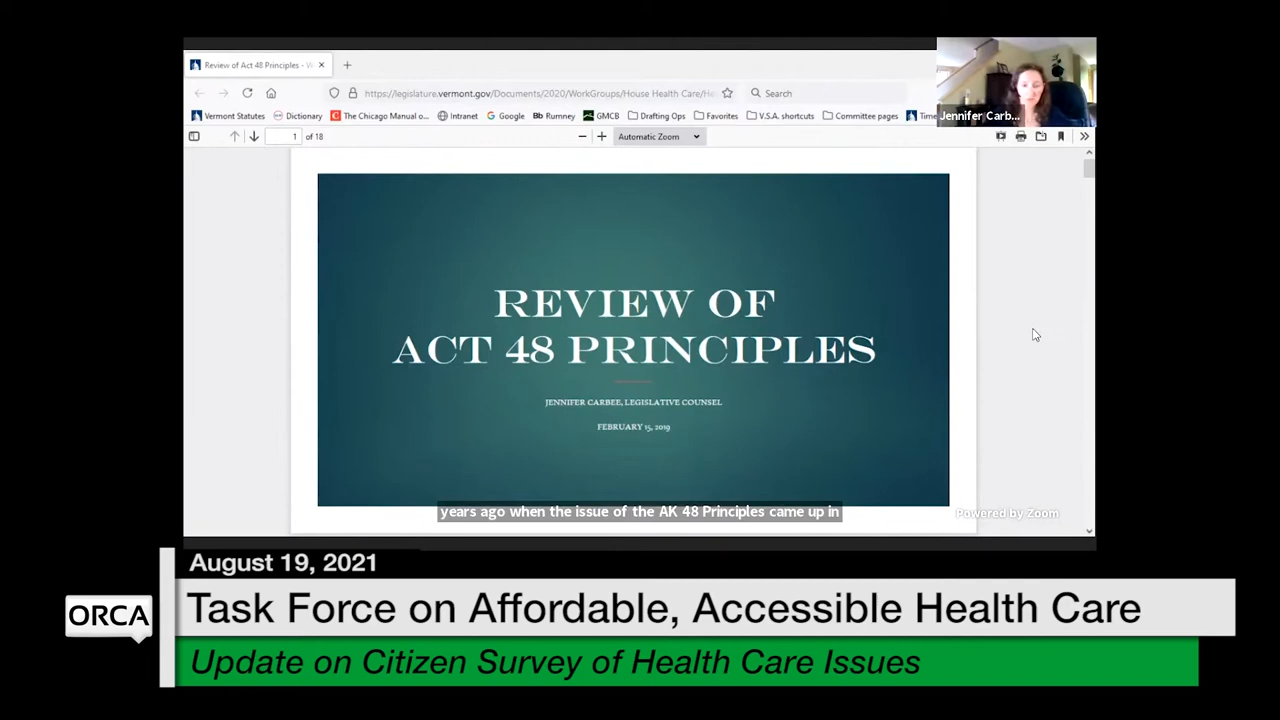 Review of Act 48 Principles - W
https://legislature.vermont.gov/Documents/2020/WorkGroups/House Health Care/He
Search
Jennifer Carb...
Vermont Statutes
Dictionary
The Chicago Manual o...
Intranet
Google
Bb Rumney
GMCB
Drafting Ops
Favorites
V.S.A. shortcuts
Committee pages
Time
1 of 18
Automatic Zoom
REVIEW OF
ACT 48 PRINCIPLES
JENNIFER CARBEE, LEGISLATIVE COUNSEL
FEBRUARY 15, 2019
years ago when the issue of the AK 48 Principles came up in
Powered by Zoom
August 19, 2021
ORCA
Task Force on Affordable, Accessible Health Care
Update on Citizen Survey of Health Care Issues